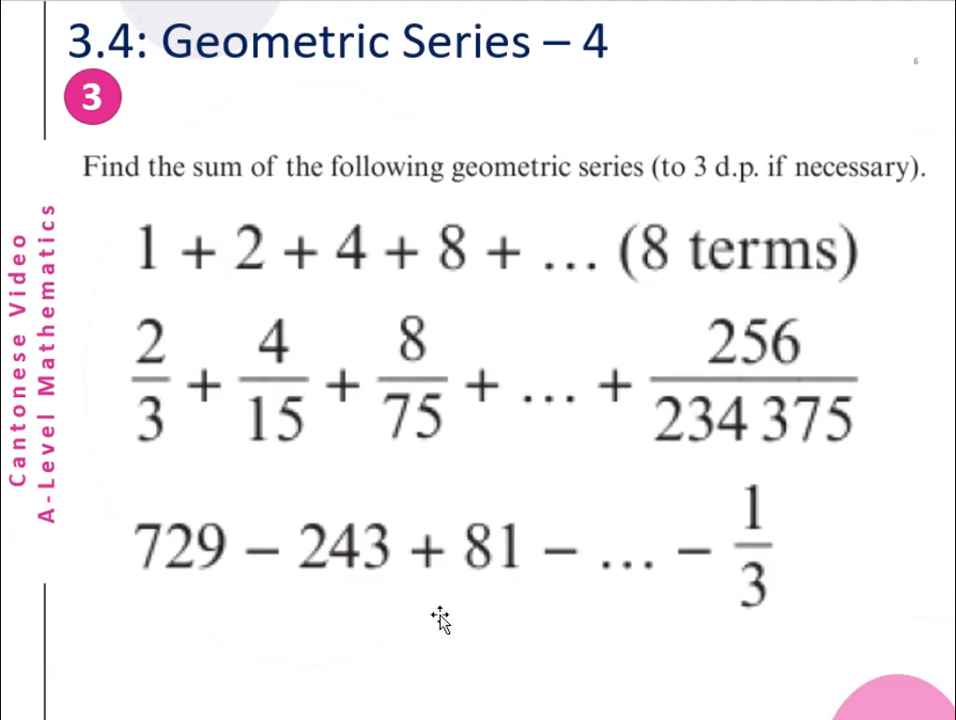 3.4: Geometric Series – 4
6
3
Find the sum of the following geometric series (to 3 d.p. if necessary).
1 + 2 + 4 + 8 + … (8 terms)
2/3 + 4/15 + 8/75 + … + 256/234 375
729 – 243 + 81 – … – 1/3
Cantonese Video
A-Level Mathematics